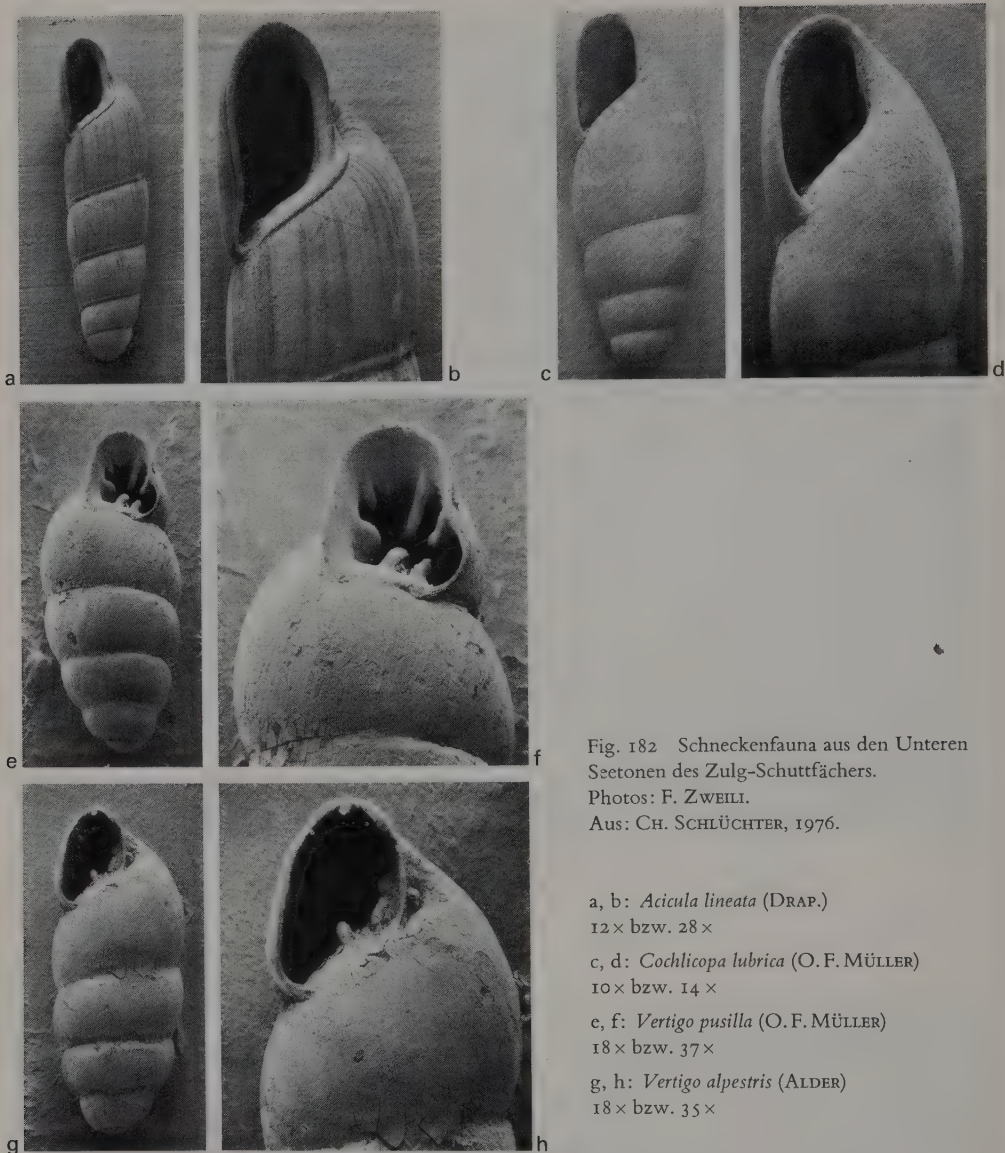 a
b
c
d
e
f
g
h
Fig. 182 Schneckenfauna aus den Unteren
Seetonen des Zulg-Schuttfächers.
Photos: F. ZWEILI.
Aus: CH. SCHLÜCHTER, 1976.
a, b: Acicula lineata (DRAP.)
12× bzw. 28×
c, d: Cochlicopa lubrica (O. F. MÜLLER)
10× bzw. 14×
e, f: Vertigo pusilla (O. F. MÜLLER)
18× bzw. 37×
g, h: Vertigo alpestris (ALDER)
18× bzw. 35×